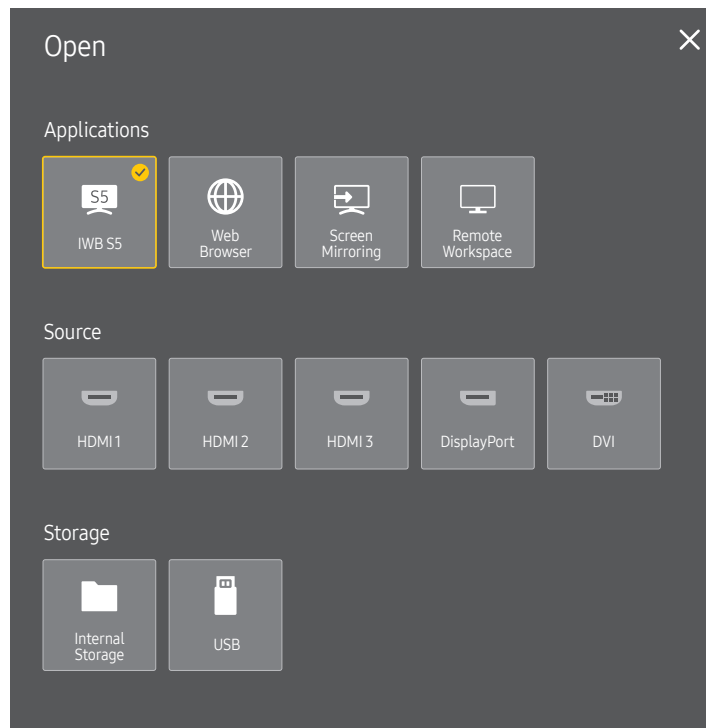 Open
Applications
S5
IWB S5
Web
Browser
Screen
Mirroring
Remote
Workspace
Source
HDMI 1
HDMI 2
HDMI 3
DisplayPort
DVI
Storage
Internal
Storage
USB